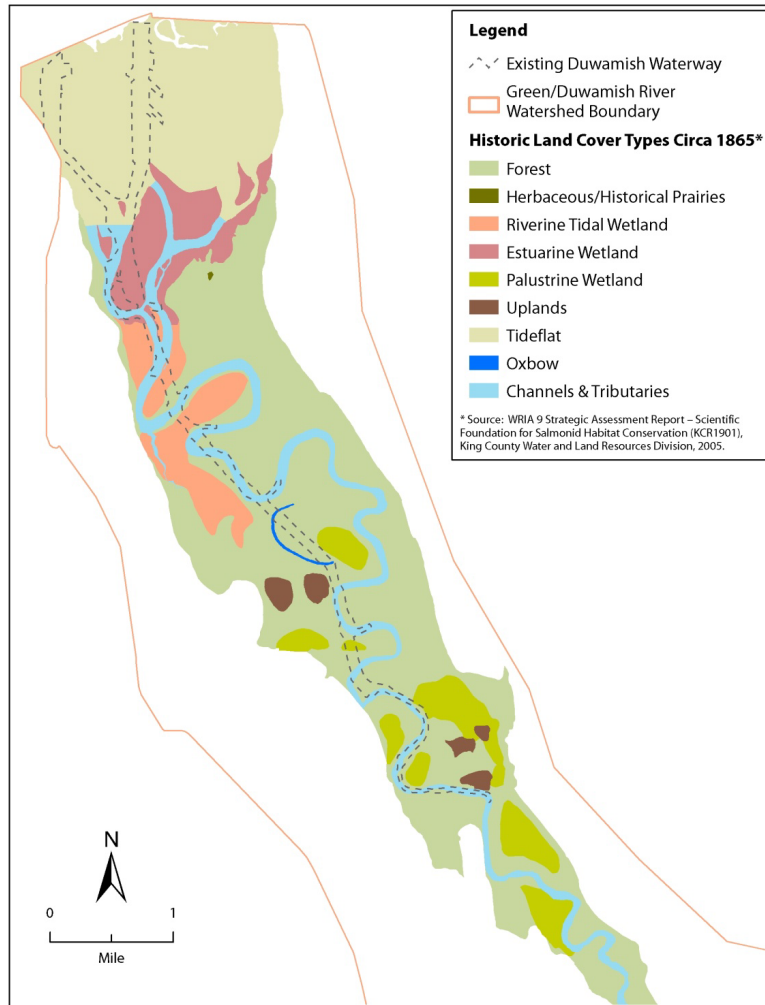 Legend
Existing Duwamish Waterway
Green/Duwamish River
Watershed Boundary
Historic Land Cover Types Circa 1865*
Forest
Herbaceous/Historical Prairies
Riverine Tidal Wetland
Estuarine Wetland
Palustrine Wetland
Uplands
Tideflat
Oxbow
Channels & Tributaries
* Source: WRIA 9 Strategic Assessment Report – Scientific
Foundation for Salmonid Habitat Conservation (KCR1901),
King County Water and Land Resources Division, 2005.
N
0 1
Mile